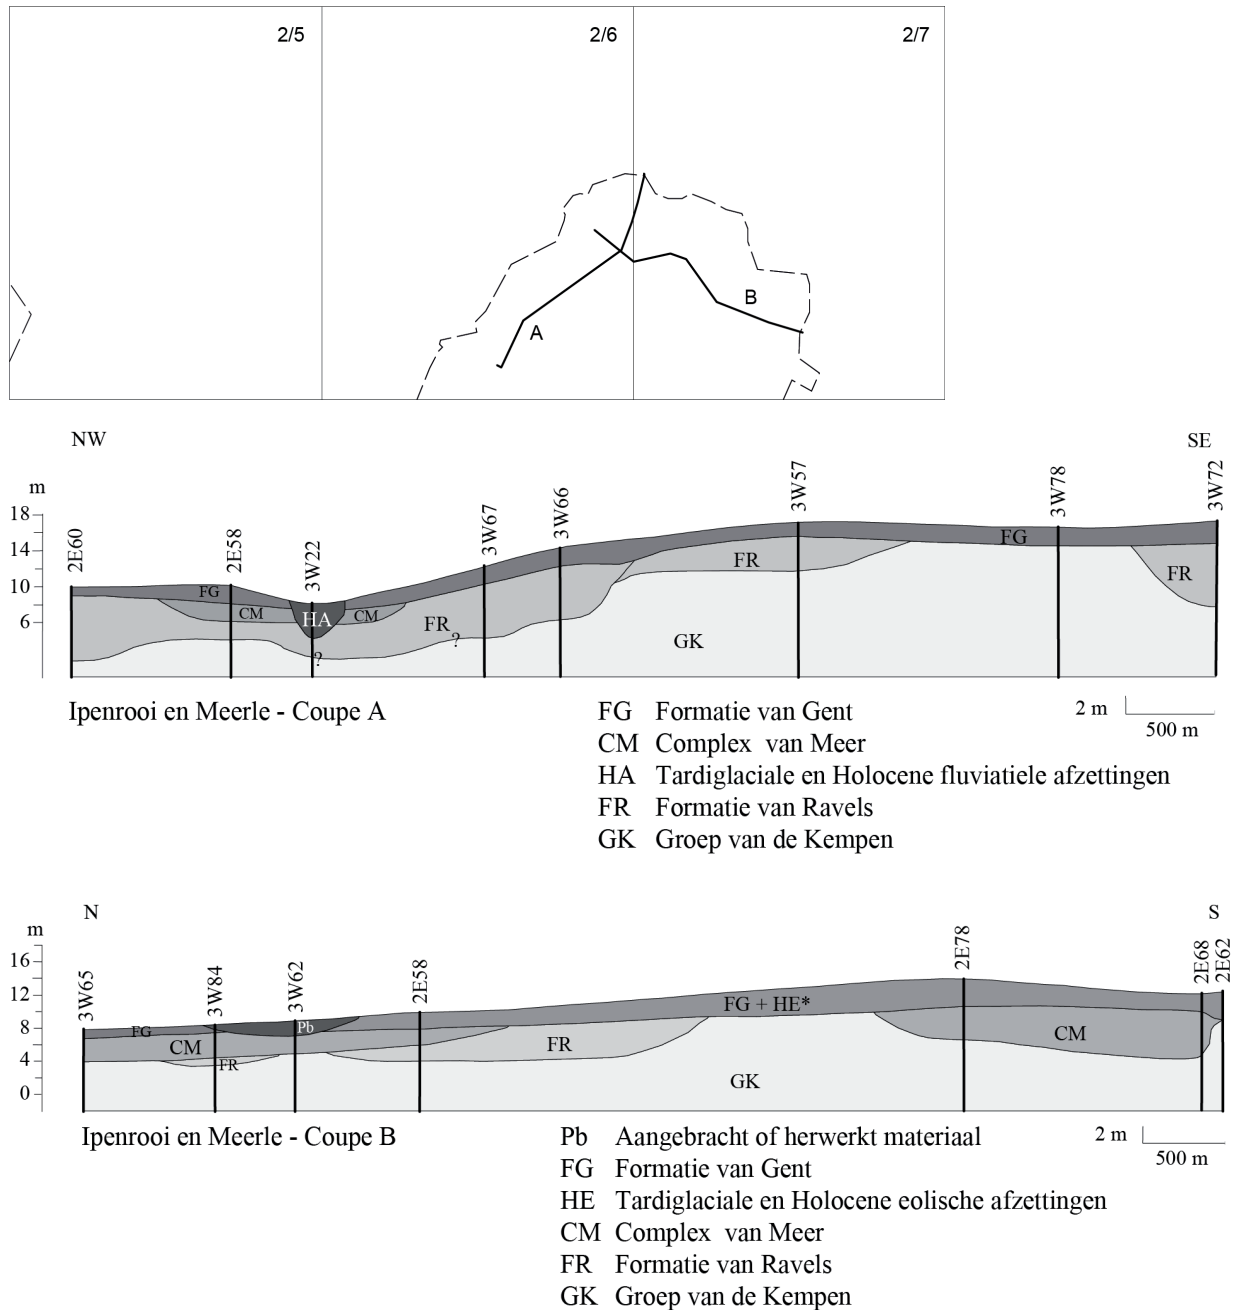 2/5 2/6 2/7
A
B
NW SE
m
18
14
10
6
2E60
2E58
3W22
3W67
3W66
3W57
3W78
3W72
FG
CM
HA
CM
FR
?
?
GK
FR
FG
FR
Ipenrooi en Meerle - Coupe A
2 m
500 m
FG Formatie van Gent
CM Complex van Meer
HA Tardiglaciale en Holocene fluviatiele afzettingen
FR Formatie van Ravels
GK Groep van de Kempen
N S
m
16
12
8
4
0
3W65
3W84
3W62
2E58
2E78
2E68
2E62
FG
CM
FR
Pb
FR
FG + HE*
GK
CM
Ipenrooi en Meerle - Coupe B
2 m
500 m
Pb Aangebracht of herwerkt materiaal
FG Formatie van Gent
HE Tardiglaciale en Holocene eolische afzettingen
CM Complex van Meer
FR Formatie van Ravels
GK Groep van de Kempen